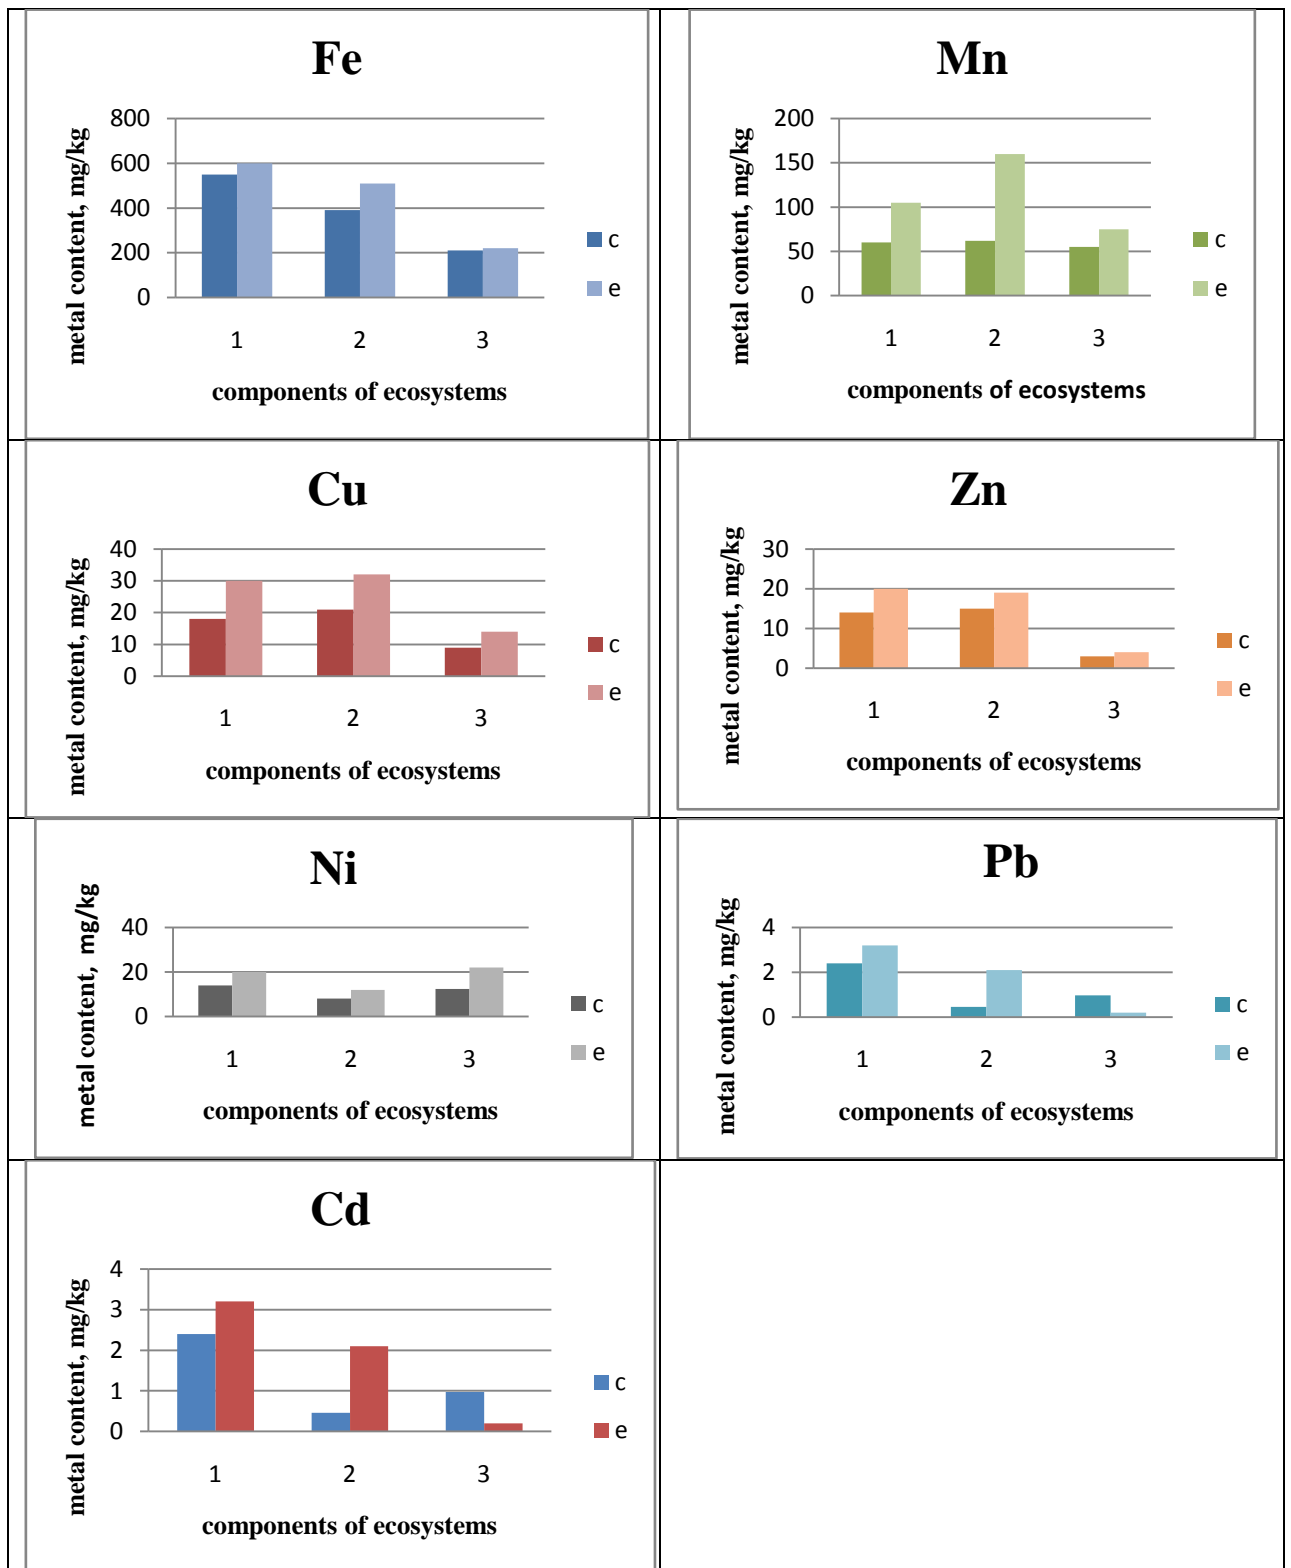 Fe
metal content, mg/kg
800
600
400
200
0
1 2 3
c
e
components of ecosystems
Mn
metal content, mg/kg
200
150
100
50
0
1 2 3
c
e
components of ecosystems
Cu
metal content, mg/kg
40
30
20
10
0
1 2 3
c
e
components of ecosystems
Zn
metal content, mg/kg
30
20
10
0
1 2 3
c
e
components of ecosystems
Ni
metal content, mg/kg
40
20
0
1 2 3
c
e
components of ecosystems
Pb
metal content, mg/kg
4
2
0
1 2 3
c
e
components of ecosystems
Cd
metal content, mg/kg
4
3
2
1
0
1 2 3
c
e
components of ecosystems